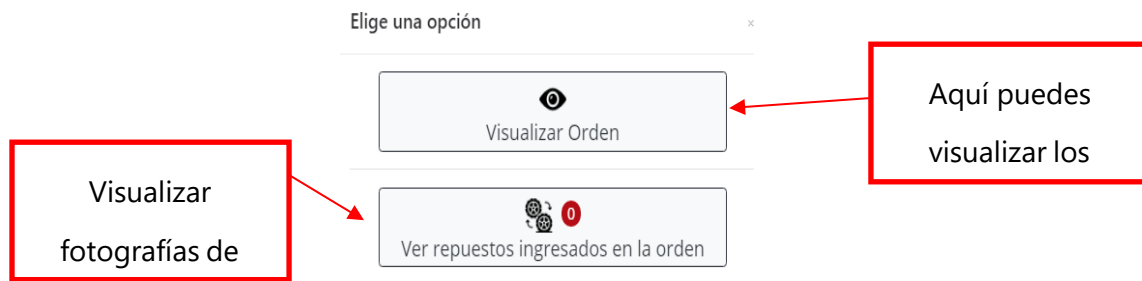 Elige una opción
x
Visualizar Orden
Aquí puedes
visualizar los
Visualizar
fotografías de
0
Ver repuestos ingresados en la orden